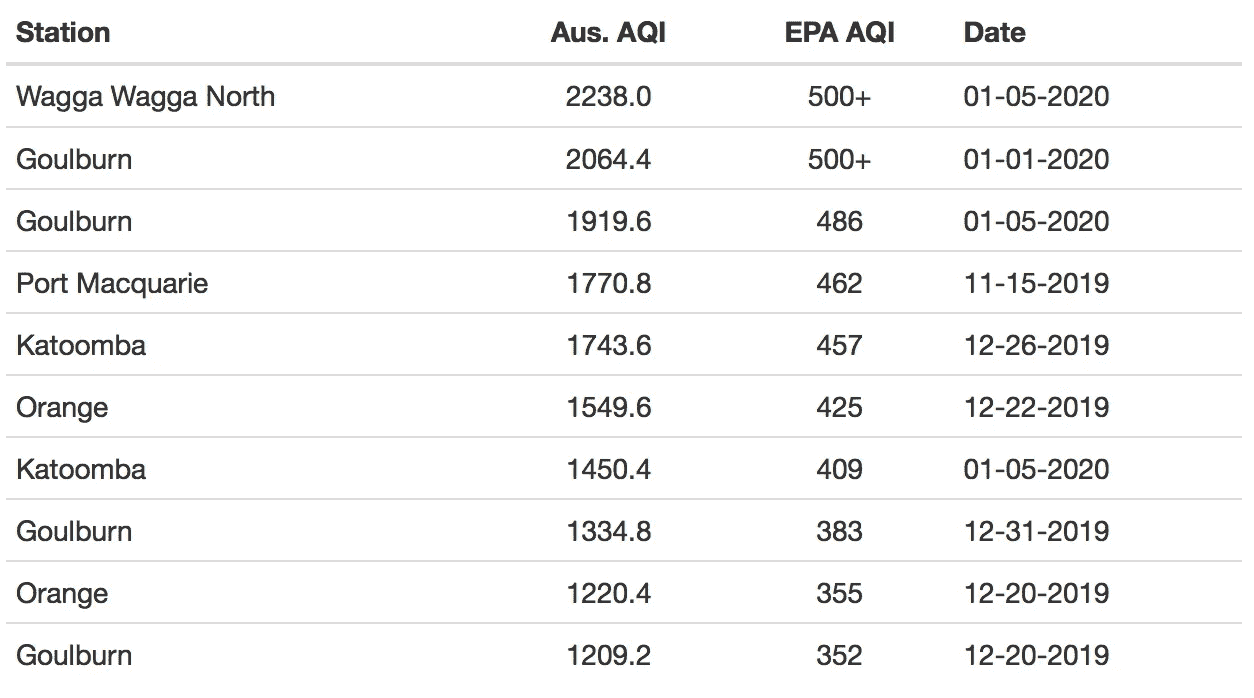 Station Aus. AQI EPA AQI Date
Wagga Wagga North 2238.0 500+ 01-05-2020
Goulburn 2064.4 500+ 01-01-2020
Goulburn 1919.6 486 01-05-2020
Port Macquarie 1770.8 462 11-15-2019
Katoomba 1743.6 457 12-26-2019
Orange 1549.6 425 12-22-2019
Katoomba 1450.4 409 01-05-2020
Goulburn 1334.8 383 12-31-2019
Orange 1220.4 355 12-20-2019
Goulburn 1209.2 352 12-20-2019